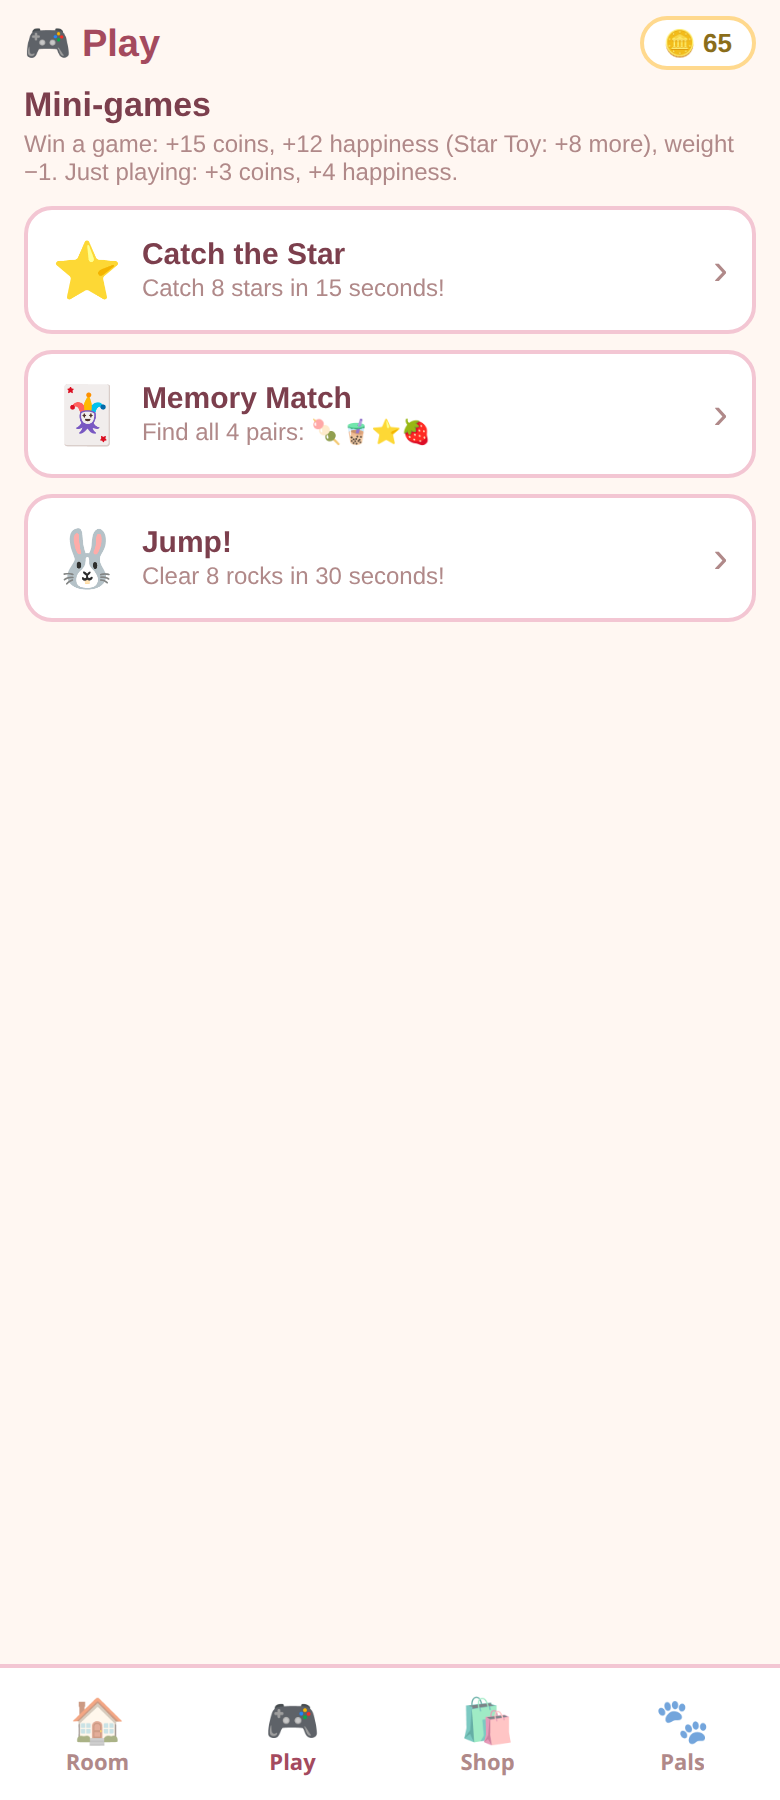 Play
65
Mini-games
Win a game: +15 coins, +12 happiness (Star Toy: +8 more), weight
−1. Just playing: +3 coins, +4 happiness.
Catch the Star
Catch 8 stars in 15 seconds!
›
Memory Match
Find all 4 pairs: 🍡🧋⭐🍓
›
Jump!
Clear 8 rocks in 30 seconds!
›
Room
Play
Shop
Pals